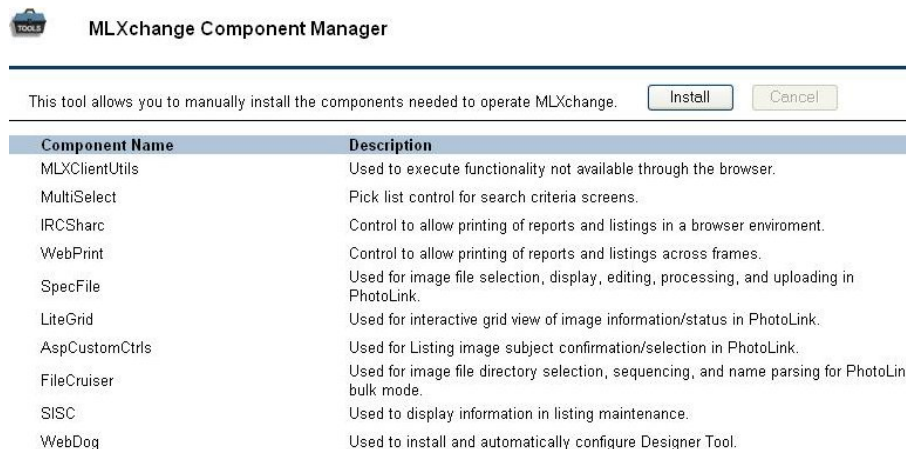 TOOLS
MLXchange Component Manager
This tool allows you to manually install the components needed to operate MLXchange. Install Cancel
Component Name Description
MLXClientUtils Used to execute functionality not available through the browser.
MultiSelect Pick list control for search criteria screens.
IRCSharc Control to allow printing of reports and listings in a browser enviroment.
WebPrint Control to allow printing of reports and listings across frames.
SpecFile Used for image file selection, display, editing, processing, and uploading in
PhotoLink.
LiteGrid Used for interactive grid view of image information/status in PhotoLink.
AspCustomCtrls Used for Listing image subject confirmation/selection in PhotoLink.
FileCruiser Used for image file directory selection, sequencing, and name parsing for PhotoLin
bulk mode.
SISC Used to display information in listing maintenance.
WebDog Used to install and automatically configure Designer Tool.